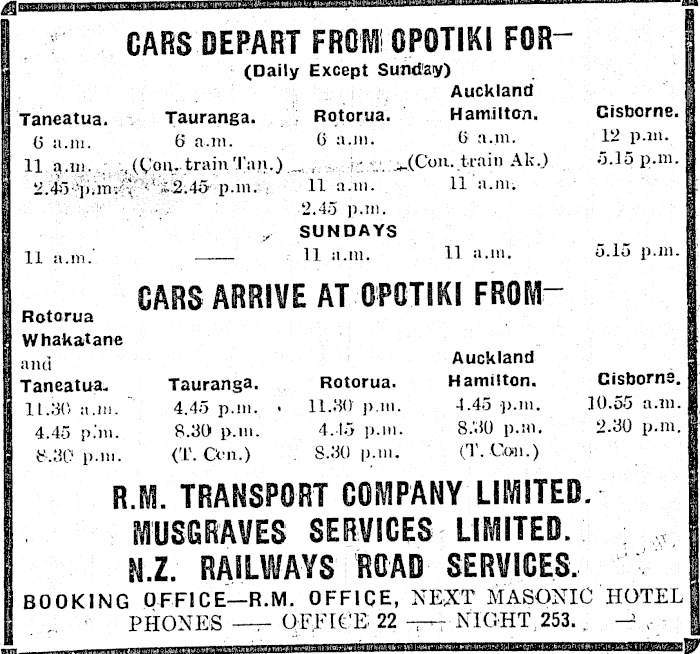 CARS DEPART FROM OPOTIKI FOR—
(Daily Except Sunday)
Auckland
Taneatua. Tauranga. Rotorua. Hamilton. Gisborne.
6 a.m. 6 a.m. 6 a.m. 6 a.m. 12 p.m.
11 a.m. (Con. train Tan.) (Con. train Ak.) 5.15 p.m.
2.45 p.m. 2.45 p.m. 11 a.m. 11 a.m.
2.45 p.m.
SUNDAYS
11 a.m. —— 11 a.m. 11 a.m. 5.15 p.m.
CARS ARRIVE AT OPOTIKI FROM—
Rotorua
Whakatane
and Auckland
Taneatua. Tauranga. Rotorua. Hamilton. Gisborne.
11.30 a.m. 4.45 p.m. 11.30 p.m. 4.45 p.m. 10.55 a.m.
4.45 p.m. 8.30 p.m. 4.45 p.m. 8.30 p.m. 2.30 p.m.
8.30 p.m. (T. Cen.) 8.30 p.m. (T. Con.)
R.M. TRANSPORT COMPANY LIMITED.
MUSGRAVES SERVICES LIMITED.
N.Z. RAILWAYS ROAD SERVICES.
BOOKING OFFICE—R.M. OFFICE, NEXT MASONIC HOTEL
PHONES —— OFFICE 22 —— NIGHT 253. —